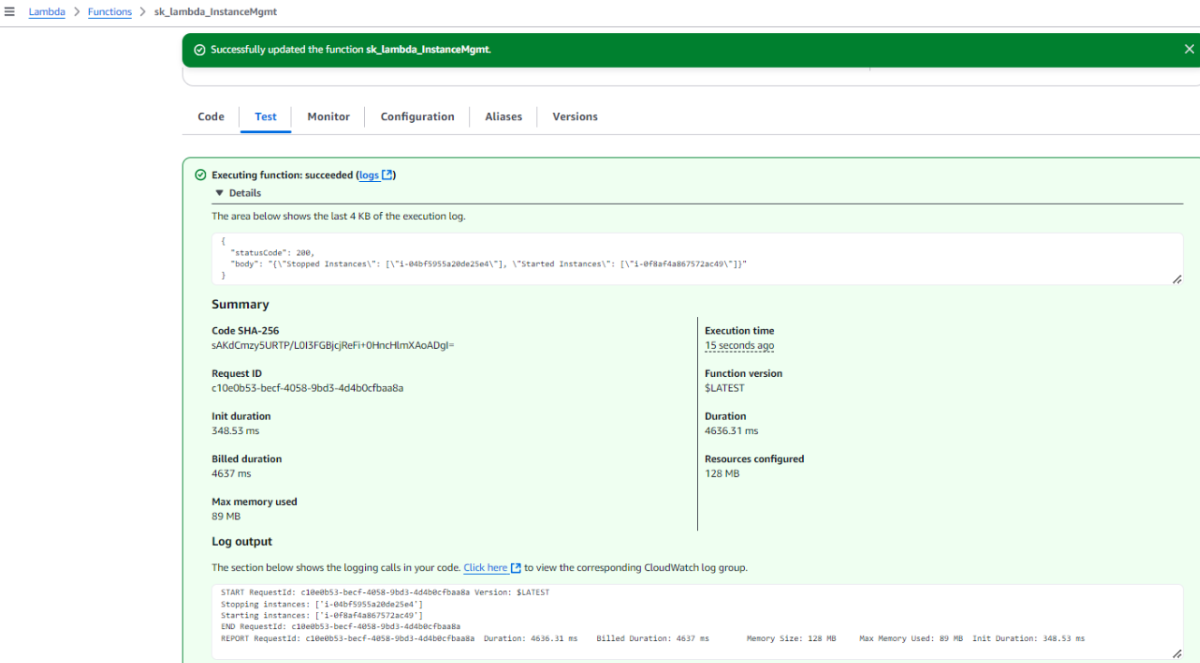 Lambda > Functions > sk_lambda_InstanceMgmt
Successfully updated the function sk_lambda_InstanceMgmt.
Code Test Monitor Configuration Aliases Versions
Executing function: succeeded (logs)
Details
The area below shows the last 4 KB of the execution log.
{
"statusCode": 200,
"body": "{\"Stopped Instances\": [\"i-04bf5955a20de25e4\"], \"Started Instances\": [\"i-0f8af4a867572ac49\"]}"
}
Summary
Code SHA-256
sAKdCmzy5URTP/L0I3FGBjcjReFi+0HncHlmXAoADgI=
Execution time
15 seconds ago
Request ID
c10e0b53-becf-4058-9bd3-4d4b0cfbaa8a
Function version
$LATEST
Init duration
348.53 ms
Duration
4636.31 ms
Billed duration
4637 ms
Resources configured
128 MB
Max memory used
89 MB
Log output
The section below shows the logging calls in your code. Click here to view the corresponding CloudWatch log group.
START RequestId: c10e0b53-becf-4058-9bd3-4d4b0cfbaa8a Version: $LATEST
Stopping instances: ['i-04bf5955a20de25e4']
Starting instances: ['i-0f8af4a867572ac49']
END RequestId: c10e0b53-becf-4058-9bd3-4d4b0cfbaa8a
REPORT RequestId: c10e0b53-becf-4058-9bd3-4d4b0cfbaa8a Duration: 4636.31 ms Billed Duration: 4637 ms Memory Size: 128 MB Max Memory Used: 89 MB Init Duration: 348.53 ms